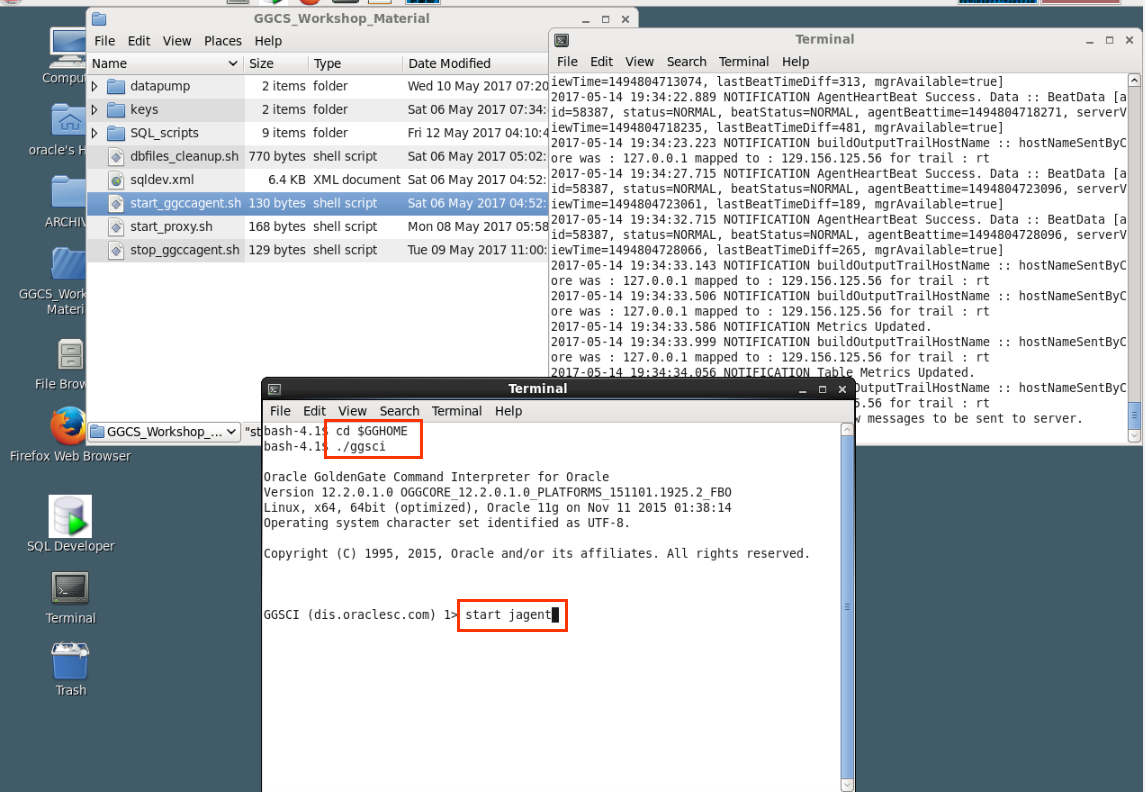 GGCS_Workshop_Material
File Edit View Places Help
Name Size Type Date Modified
datapump 2 items folder Wed 10 May 2017 07:20
keys 2 items folder Sat 06 May 2017 07:34:
SQL_scripts 9 items folder Fri 12 May 2017 04:10:4
dbfiles_cleanup.sh 770 bytes shell script Sat 06 May 2017 05:02:
sqldev.xml 6.4 KB XML document Sat 06 May 2017 04:52:
start_ggccagent.sh 130 bytes shell script Sat 06 May 2017 04:52:
start_proxy.sh 168 bytes shell script Mon 08 May 2017 05:58
stop_ggccagent.sh 129 bytes shell script Tue 09 May 2017 11:00:
GGCS_Workshop_... "st
Terminal
File Edit View Search Terminal Help
iewTime=1494804713074, lastBeatTimeDiff=313, mgrAvailable=true]
2017-05-14 19:34:22.889 NOTIFICATION AgentHeartBeat Success. Data :: BeatData [a
id=58387, status=NORMAL, beatStatus=NORMAL, agentBeattime=1494804718271, serverV
iewTime=1494804718235, lastBeatTimeDiff=481, mgrAvailable=true]
2017-05-14 19:34:23.223 NOTIFICATION buildOutputTrailHostName :: hostNameSentByC
ore was : 127.0.0.1 mapped to : 129.156.125.56 for trail : rt
2017-05-14 19:34:27.715 NOTIFICATION AgentHeartBeat Success. Data :: BeatData [a
id=58387, status=NORMAL, beatStatus=NORMAL, agentBeattime=1494804723096, serverV
iewTime=1494804723061, lastBeatTimeDiff=189, mgrAvailable=true]
2017-05-14 19:34:32.715 NOTIFICATION AgentHeartBeat Success. Data :: BeatData [a
id=58387, status=NORMAL, beatStatus=NORMAL, agentBeattime=1494804728096, serverV
iewTime=1494804728066, lastBeatTimeDiff=265, mgrAvailable=true]
2017-05-14 19:34:33.143 NOTIFICATION buildOutputTrailHostName :: hostNameSentByC
ore was : 127.0.0.1 mapped to : 129.156.125.56 for trail : rt
2017-05-14 19:34:33.506 NOTIFICATION buildOutputTrailHostName :: hostNameSentByC
ore was : 127.0.0.1 mapped to : 129.156.125.56 for trail : rt
2017-05-14 19:34:33.586 NOTIFICATION Metrics Updated.
2017-05-14 19:34:33.999 NOTIFICATION buildOutputTrailHostName :: hostNameSentByC
ore was : 127.0.0.1 mapped to : 129.156.125.56 for trail : rt
2017-05-14 19:34:34.056 NOTIFICATION Table Metrics Updated.
OutputTrailHostName :: hostNameSentByC
5.56 for trail : rt
w messages to be sent to server.
Terminal
File Edit View Search Terminal Help
bash-4.1$ cd $GGHOME
bash-4.1$ ./ggsci
Oracle GoldenGate Command Interpreter for Oracle
Version 12.2.0.1.0 OGGCORE_12.2.0.1.0_PLATFORMS_151101.1925.2_FBO
Linux, x64, 64bit (optimized), Oracle 11g on Nov 11 2015 01:38:14
Operating system character set identified as UTF-8.
Copyright (C) 1995, 2015, Oracle and/or its affiliates. All rights reserved.
GGSCI (dis.oraclesc.com) 1> start jagent
Comput
oracle's H
ARCHIV
GGCS_Work
Materi
File Brow
Firefox Web Browser
SQL Developer
Terminal
Trash